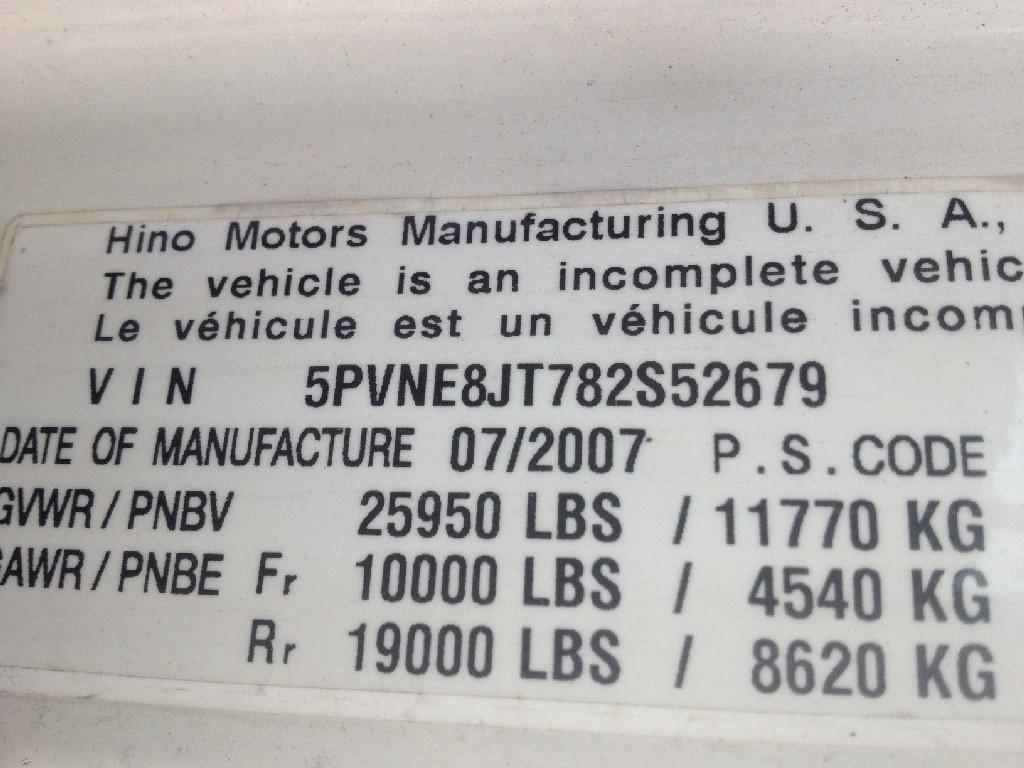 Hino Motors Manufacturing U. S. A.,
The vehicle is an incomplete vehic
Le véhicule est un véhicule incom
VIN 5PVNE8JT782S52679
DATE OF MANUFACTURE 07/2007 P.S.CODE
GVWR / PNBV 25950 LBS / 11770 KG
GAWR / PNBE Fr 10000 LBS / 4540 KG
Rr 19000 LBS / 8620 KG